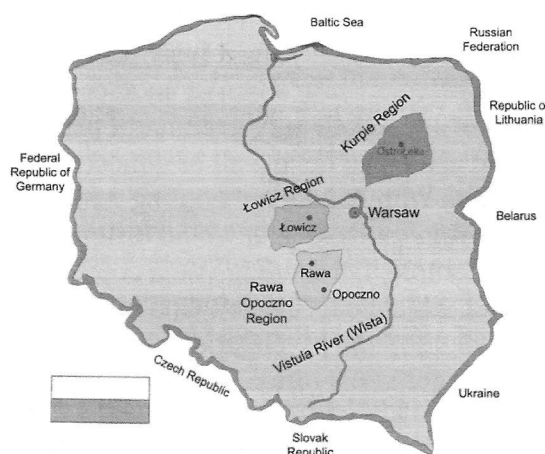 Baltic Sea
Russian
Federation
Republic o
Lithuania
Kurpie Region
Ostrołęka
Federal
Republic of
Germany
Łowicz Region
Warsaw
Belarus
Łowicz
Rawa
Rawa
Opoczno
Region
Opoczno
Vistula River (Wista)
Czech Republic
Ukraine
Slovak
Republic